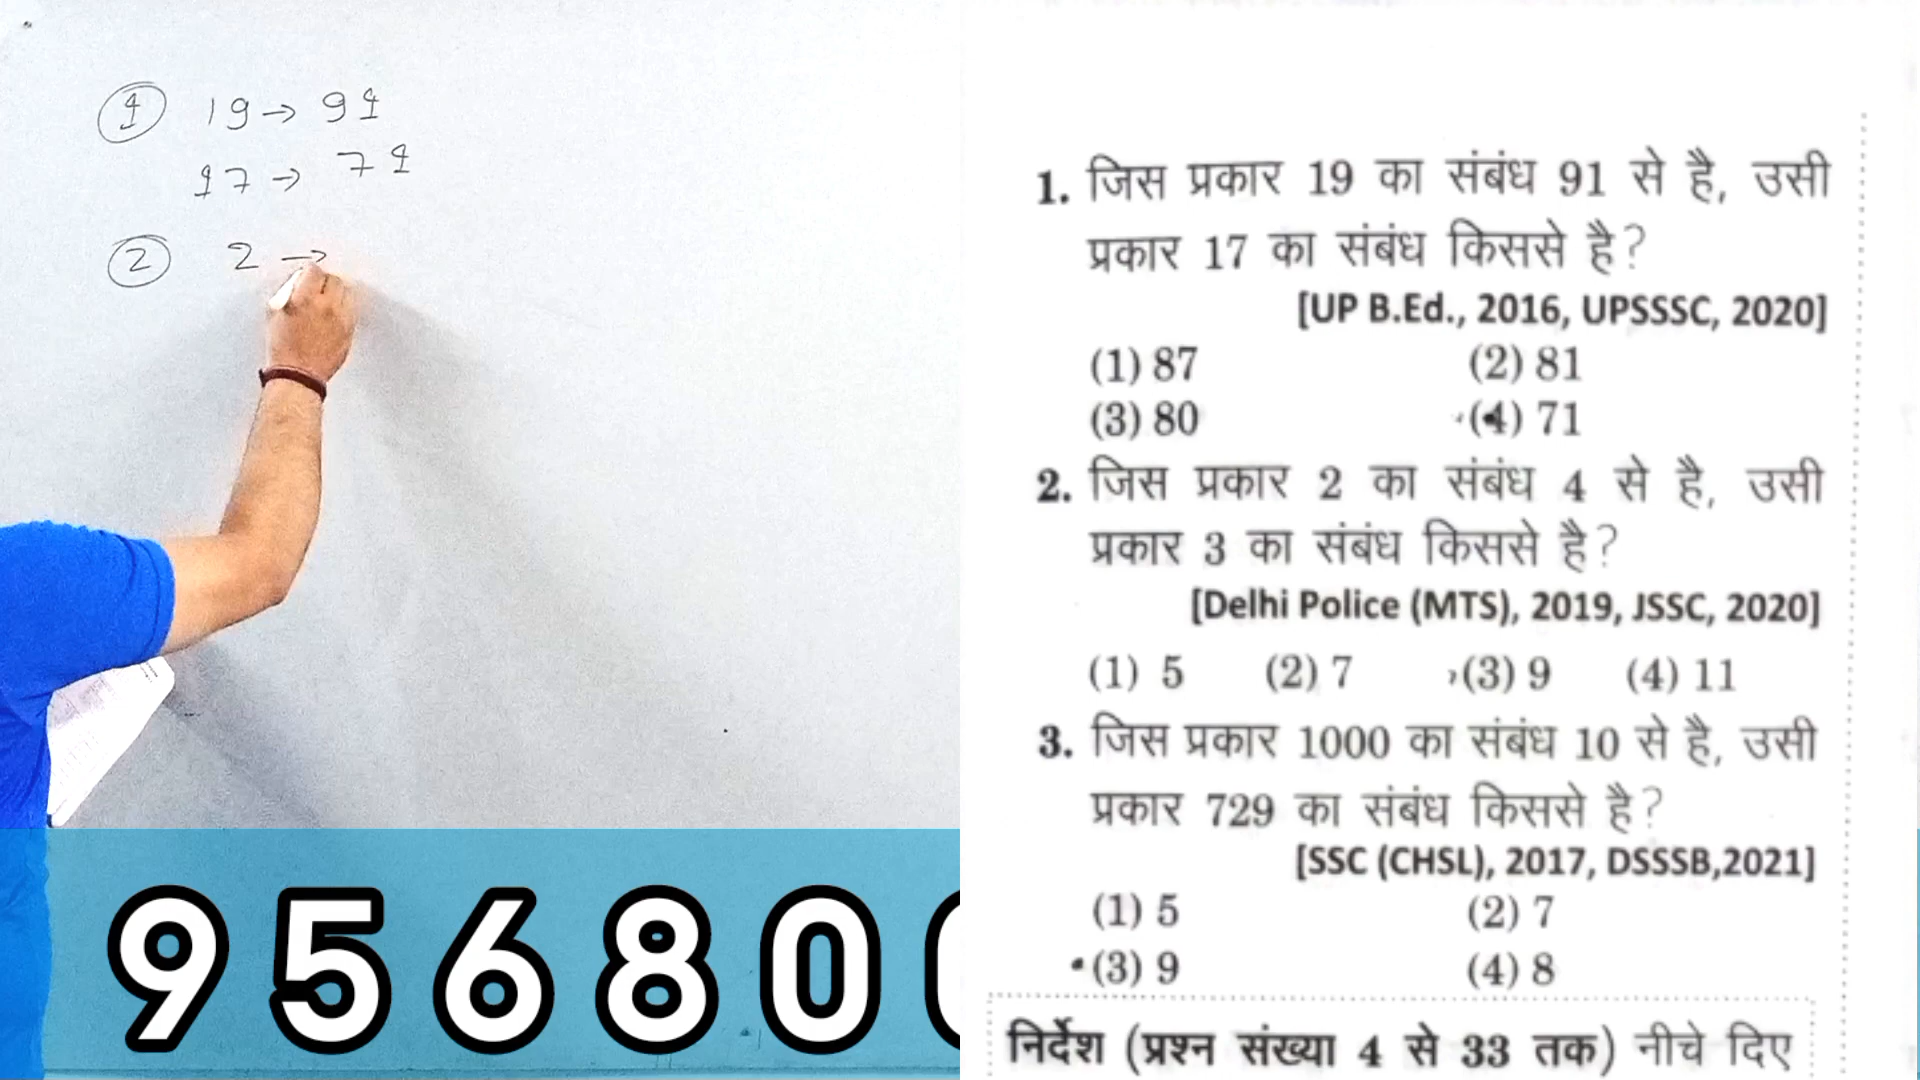 ① 19 → 91
17 → 71
② 2 →
95680
1. जिस प्रकार 19 का संबंध 91 से है, उसी
प्रकार 17 का संबंध किससे है?
[UP B.Ed., 2016, UPSSSC, 2020]
(1) 87 (2) 81
(3) 80 (4) 71
2. जिस प्रकार 2 का संबंध 4 से है, उसी
प्रकार 3 का संबंध किससे है?
[Delhi Police (MTS), 2019, JSSC, 2020]
(1) 5 (2) 7 (3) 9 (4) 11
3. जिस प्रकार 1000 का संबंध 10 से है, उसी
प्रकार 729 का संबंध किससे है?
[SSC (CHSL), 2017, DSSSB,2021]
(1) 5 (2) 7
(3) 9 (4) 8
निर्देश (प्रश्न संख्या 4 से 33 तक) नीचे दिए